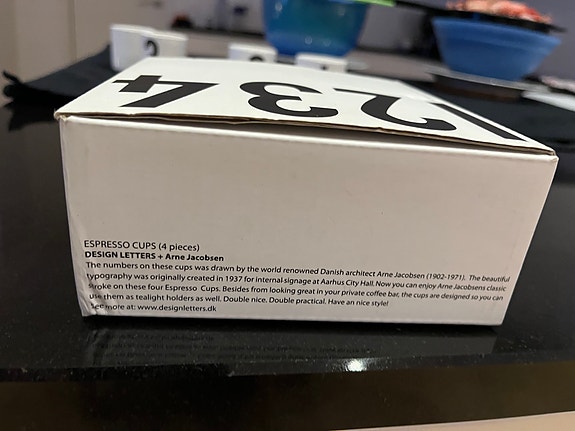 1234
ESPRESSO CUPS (4 pieces)
DESIGN LETTERS + Arne Jacobsen
The numbers on these cups was drawn by the world renowned Danish architect Arne Jacobsen (1902-1971). The beautiful
typography was originally created in 1937 for internal signage at Aarhus City Hall. Now you can enjoy Arne Jacobsens classic
stroke on these four Espresso Cups. Besides from looking great in your private coffee bar, the cups are designed so you can
use them as tealight holders as well. Double nice. Double practical. Have an nice style!
See more at: www.designletters.dk